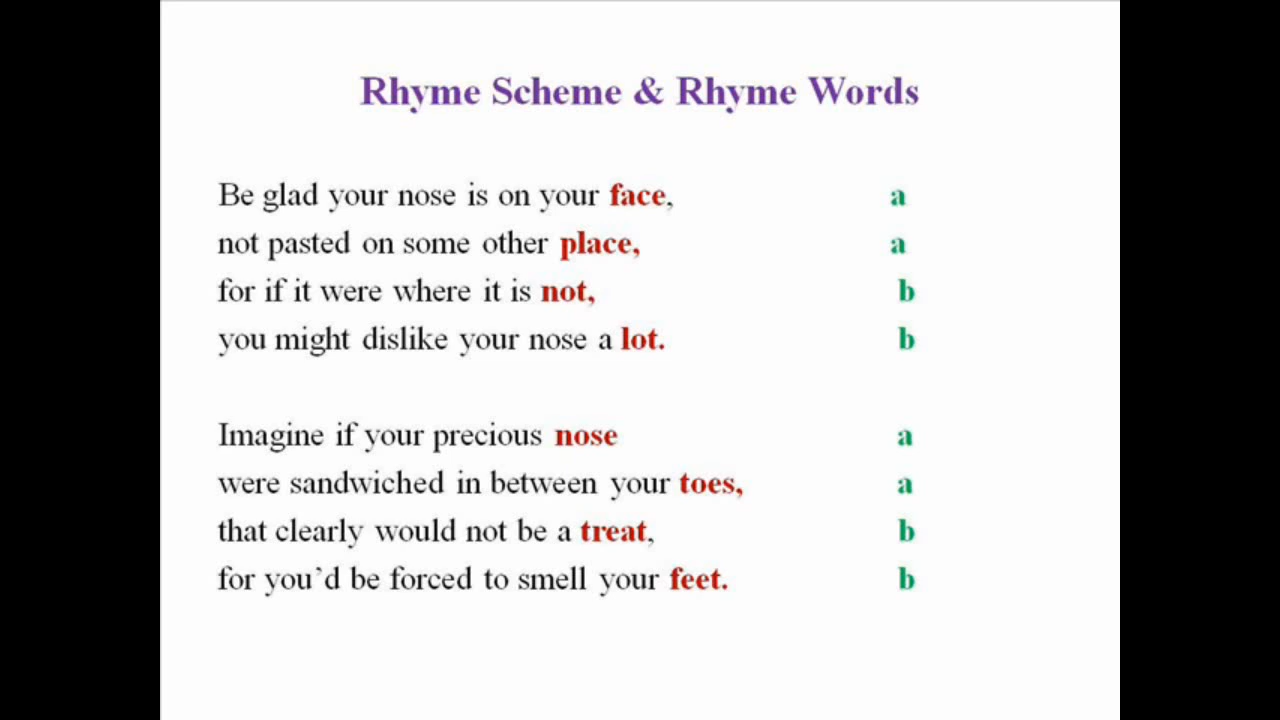 Rhyme Scheme & Rhyme Words
Be glad your nose is on your face, a
not pasted on some other place, a
for if it were where it is not, b
you might dislike your nose a lot. b
Imagine if your precious nose a
were sandwiched in between your toes, a
that clearly would not be a treat, b
for you’d be forced to smell your feet. b